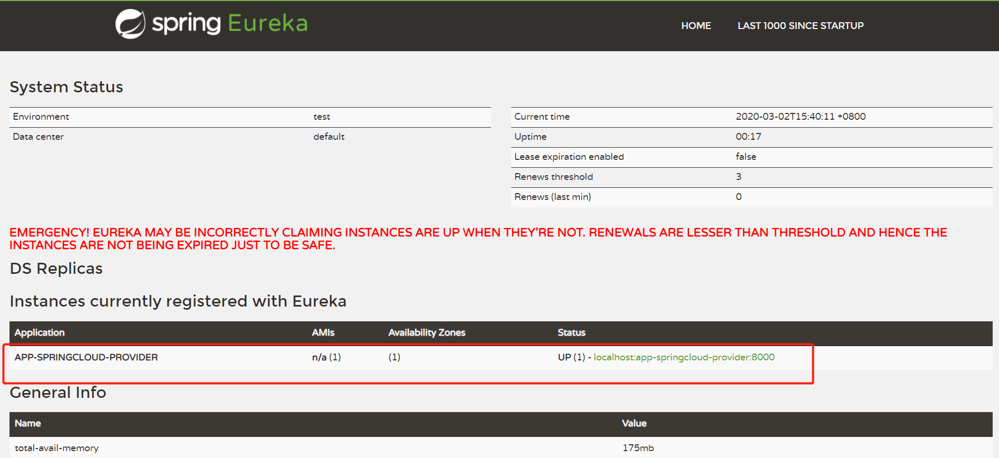 spring Eureka
HOME LAST 1000 SINCE STARTUP
System Status
Environment test
Data center default
Current time 2020-03-02T15:40:11 +0800
Uptime 00:17
Lease expiration enabled false
Renews threshold 3
Renews (last min) 0
EMERGENCY! EUREKA MAY BE INCORRECTLY CLAIMING INSTANCES ARE UP WHEN THEY'RE NOT. RENEWALS ARE LESSER THAN THRESHOLD AND HENCE THE
INSTANCES ARE NOT BEING EXPIRED JUST TO BE SAFE.
DS Replicas
Instances currently registered with Eureka
Application AMIs Availability Zones Status
APP-SPRINGCLOUD-PROVIDER n/a (1) (1) UP (1) - localhost:app-springcloud-provider:8000
General Info
Name Value
total-avail-memory 175mb